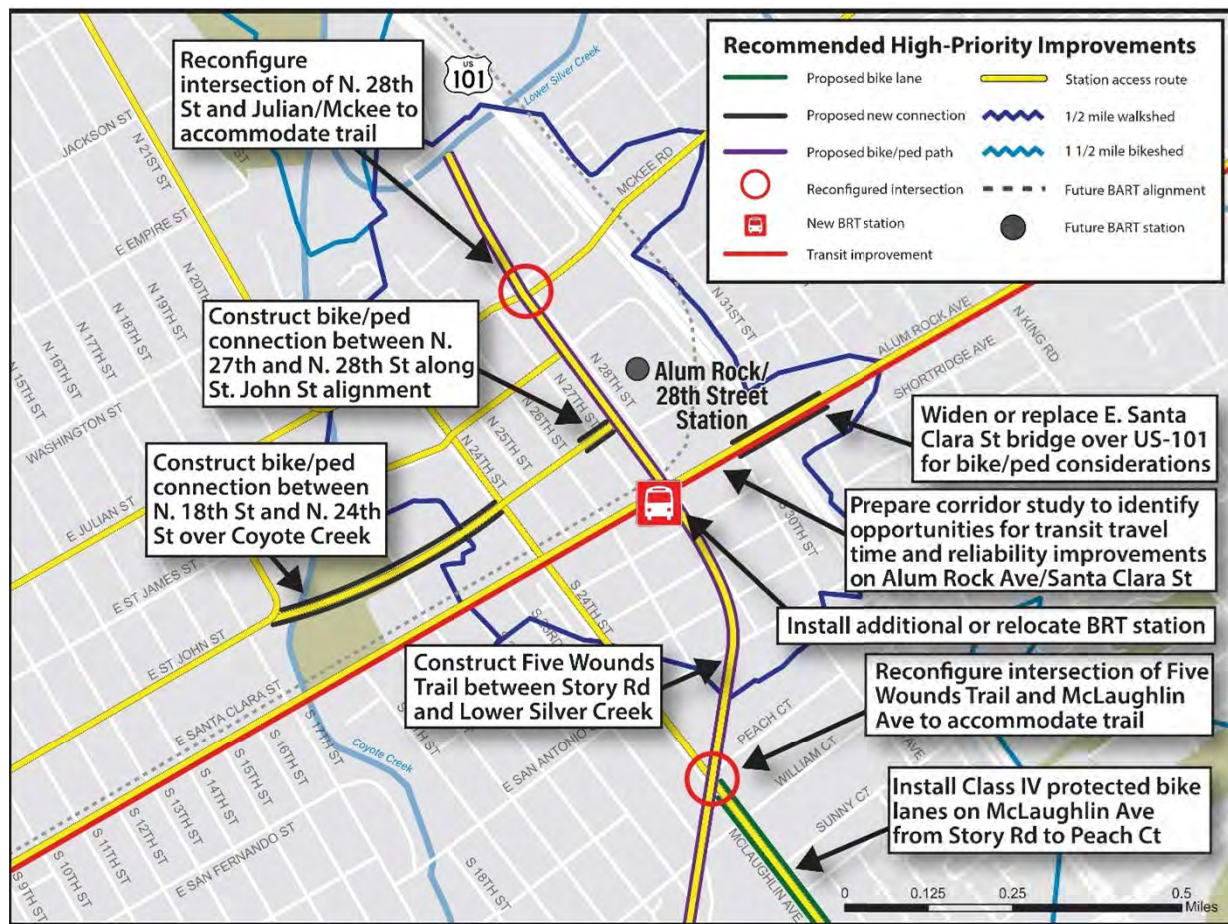 Reconfigure
intersection of N. 28th
St and Julian/Mckee to
accommodate trail
US
101
Lower Silver Creek
Recommended High-Priority Improvements
Proposed bike lane
Proposed new connection
Proposed bike/ped path
Reconfigured intersection
New BRT station
Transit improvement
Station access route
1/2 mile walkshed
1 1/2 mile bikeshed
Future BART alignment
Future BART station
JACKSON ST
N 21ST ST
MCKEE RD
E EMPIRE ST
N 20TH ST
N 19TH ST
N 18TH ST
N 17TH ST
N 16TH ST
N 15TH ST
WASHINGTON ST
Construct bike/ped
connection between N.
27th and N. 28th St along
St. John St alignment
N 31ST ST
N 28TH ST
N 27TH ST
N 26TH ST
N 25TH ST
N 24TH ST
Alum Rock/
28th Street
Station
ALUM ROCK AVE
N KING RD
SHORTRIDGE AVE
Widen or replace E. Santa
Clara St bridge over US-101
for bike/ped considerations
Construct bike/ped
connection between
N. 18th St and N. 24th
St over Coyote Creek
E JULIAN ST
E ST JAMES ST
E ST JOHN ST
Prepare corridor study to identify
opportunities for transit travel
time and reliability improvements
on Alum Rock Ave/Santa Clara St
S 30TH ST
Install additional or relocate BRT station
S 24TH ST
S 23RD
Construct Five Wounds
Trail between Story Rd
and Lower Silver Creek
Reconfigure intersection of Five
Wounds Trail and McLaughlin
Ave to accommodate trail
E SANTA CLARA ST
S 17TH ST
S 16TH ST
S 15TH ST
S 14TH ST
S 13TH ST
S 12TH ST
S 11TH ST
S 10TH ST
S 9TH ST
Coyote Creek
E SAN ANTONIO S
E SAN FERNANDO ST
S 18TH ST
PEACH CT
WILLIAM CT
AVE
SUNNY CT
MCLAUGHLIN AVE
Install Class IV protected bike
lanes on McLaughlin Ave
from Story Rd to Peach Ct
0 0.125 0.25 0.5
Miles